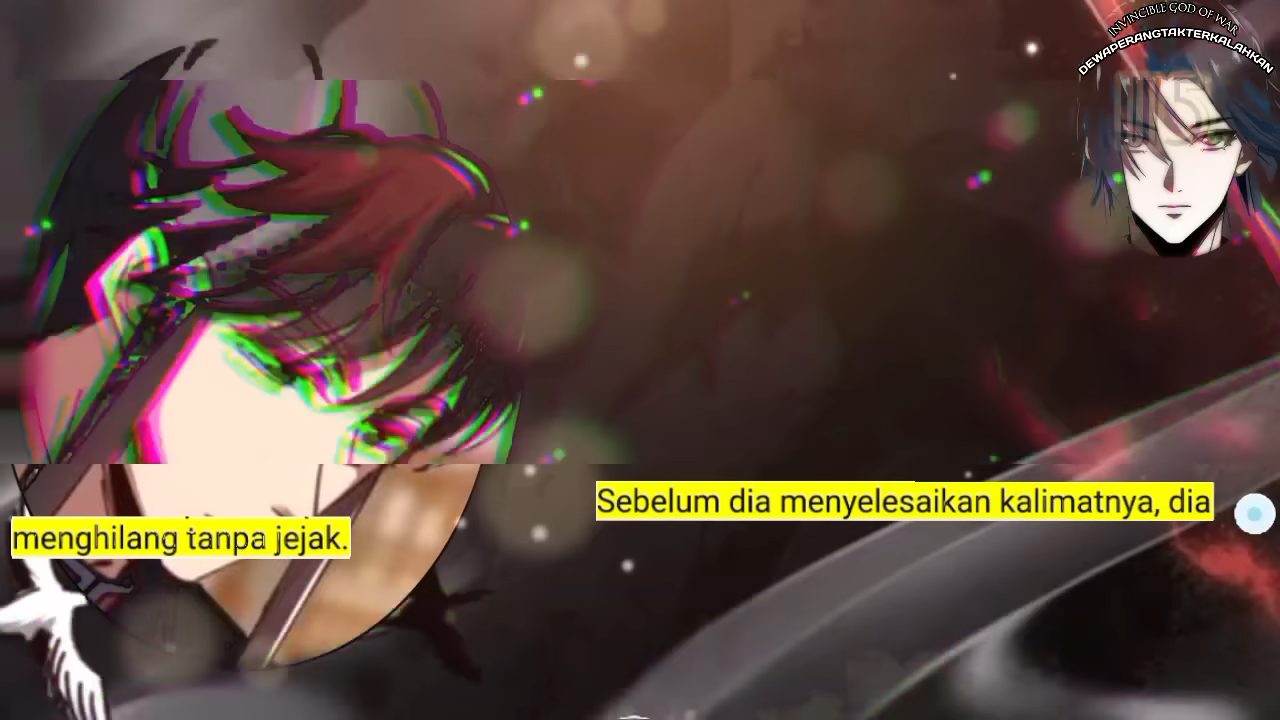 INVINCIBLE GOD OF WAR
DEWAPERANGTAKTERKALAHKAN
Sebelum dia menyelesaikan kalimatnya, dia
menghilang tanpa jejak.